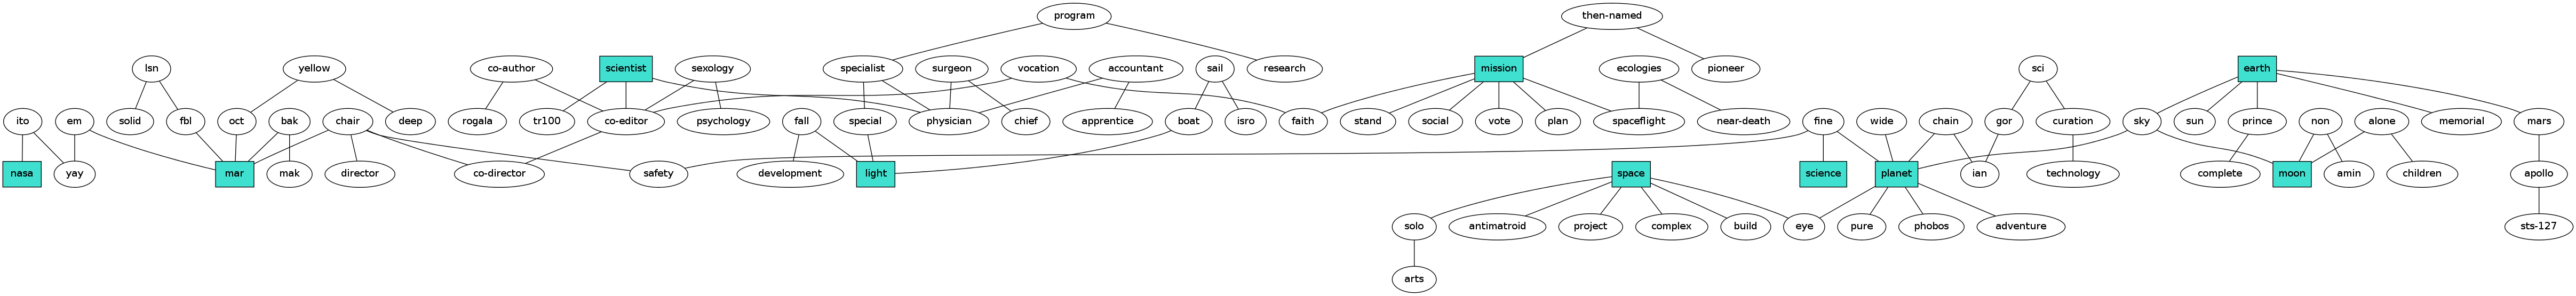 program then-named
lsn yellow co-author scientist sexology specialist surgeon vocation accountant sail research mission ecologies pioneer sci earth
ito em solid fbl oct bak chair deep rogala tr100 co-editor psychology fall special physician chief apprentice boat isro faith stand social vote plan spaceflight near-death fine wide chain gor curation sky sun prince non alone memorial mars
nasa yay mar mak director co-director safety development light space science planet ian technology complete moon amin children apollo
solo antimatroid project complex build eye pure phobos adventure sts-127
arts